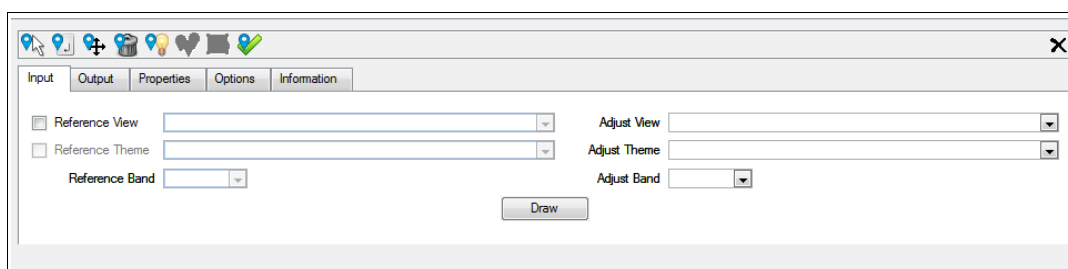 Input Output Properties Options Information
Reference View Adjust View
Reference Theme Adjust Theme
Reference Band Adjust Band
Draw